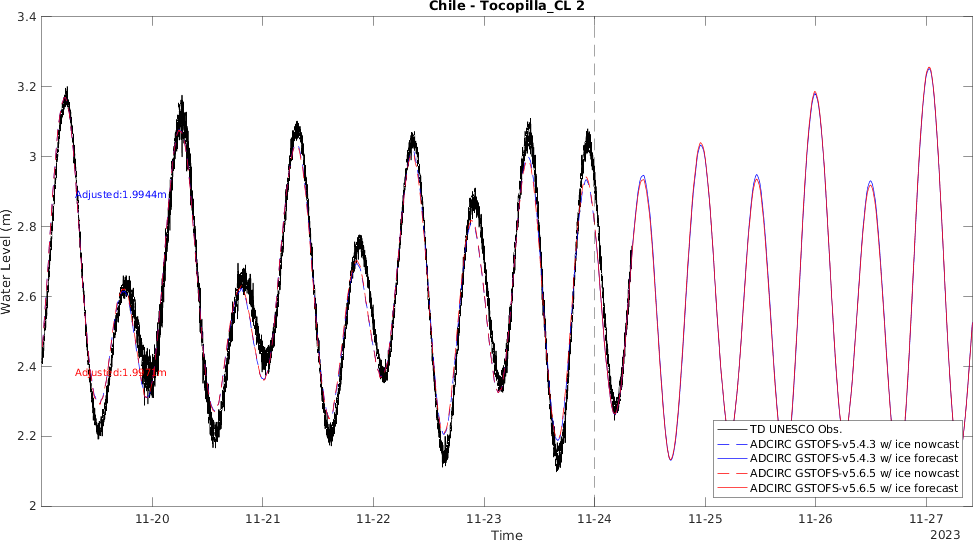 Chile - Tocopilla_CL 2
3.4
3.2
3
2.8
2.6
2.4
2.2
2
Water Level (m)
Adjusted:1.9944m
TD UNESCO Obs.
ADCIRC GSTOFS-v5.4.3 w/ ice nowcast
ADCIRC GSTOFS-v5.4.3 w/ ice forecast
ADCIRC GSTOFS-v5.6.5 w/ ice nowcast
ADCIRC GSTOFS-v5.6.5 w/ ice forecast
11-20
11-21
11-22
11-23
11-24
11-25
11-26
11-27
Time
2023